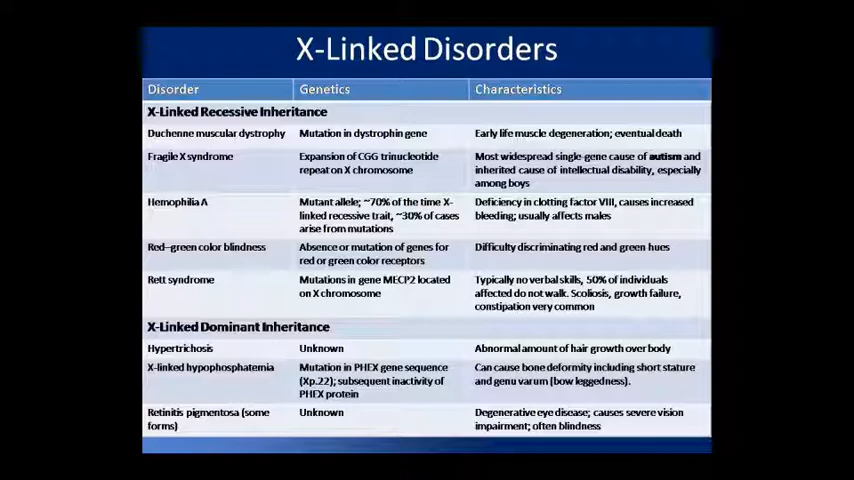 X-Linked Disorders
Disorder Genetics Characteristics
X-Linked Recessive Inheritance
Duchenne muscular dystrophy Mutation in dystrophin gene Early life muscle degeneration; eventual death
Fragile X syndrome Expansion of CGG trinucleotide Most widespread single-gene cause of autism and
repeat on X chromosome inherited cause of intellectual disability, especially
among boys
Hemophilia A Mutant allele; ~70% of the time X- Deficiency in clotting factor VIII, causes increased
linked recessive trait, ~30% of cases bleeding; usually affects males
arise from mutations
Red–green color blindness Absence or mutation of genes for Difficulty discriminating red and green hues
red or green color receptors
Rett syndrome Mutations in gene MECP2 located Typically no verbal skills, 50% of individuals
on X chromosome affected do not walk. Scoliosis, growth failure,
constipation very common
X-Linked Dominant Inheritance
Hypertrichosis Unknown Abnormal amount of hair growth over body
X-linked hypophosphatemia Mutation in PHEX gene sequence Can cause bone deformity including short stature
(Xp.22); subsequent inactivity of and genu varum (bow leggedness).
PHEX protein
Retinitis pigmentosa (some Unknown Degenerative eye disease; causes severe vision
forms) impairment; often blindness